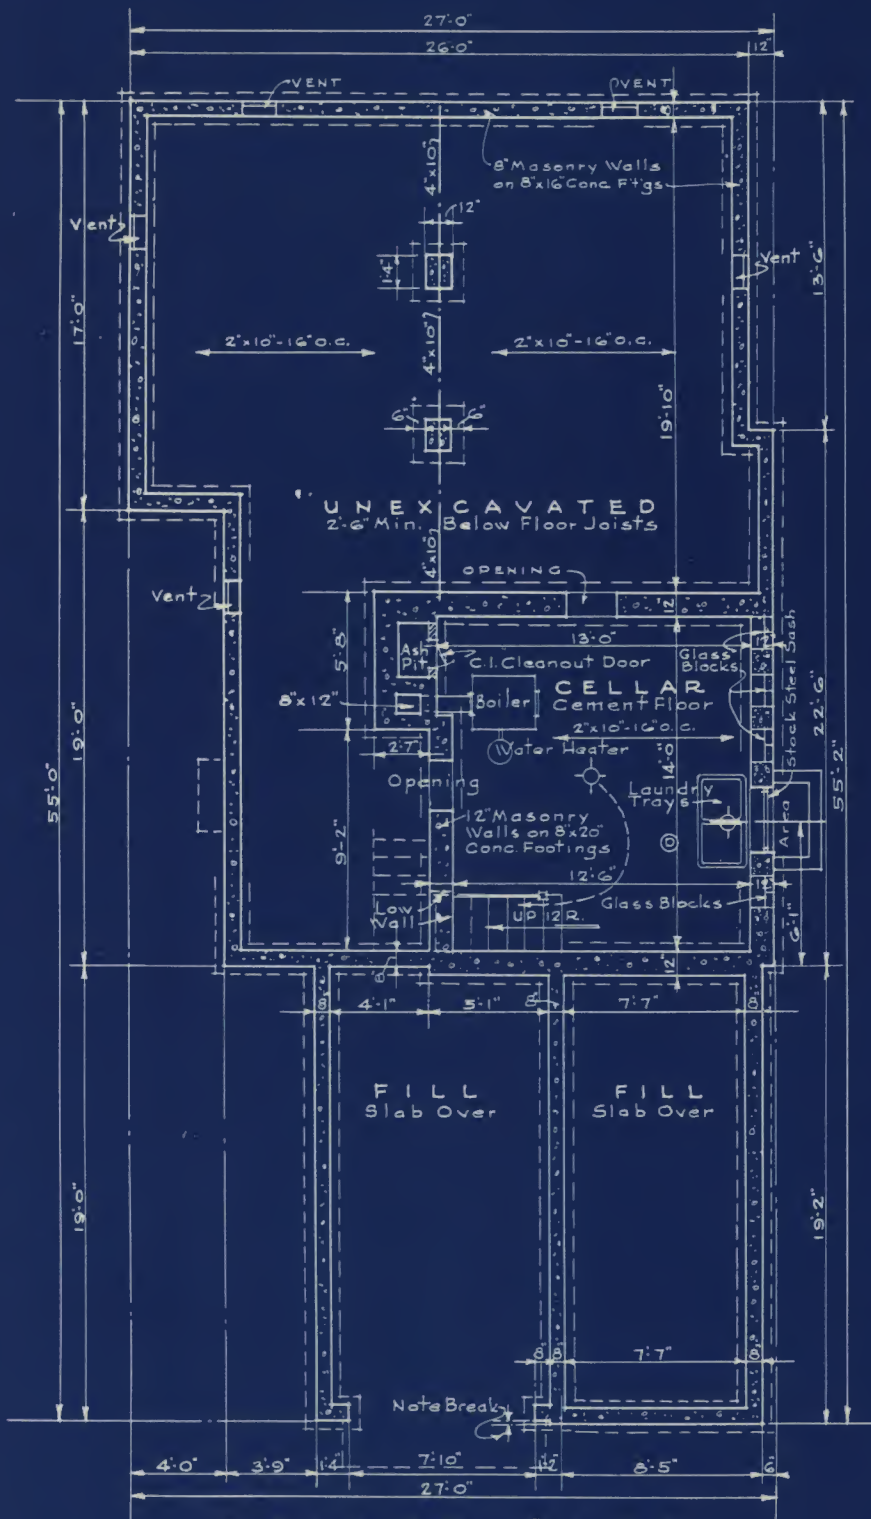 27'-0"
26'-0"
12"
VENT
VENT
8"
8" Masonry Walls
on 8"x16" Conc. Ftgs
4"x10"
12"
Vent
Vent
1'-4"
13'-6"
17'-0"
2"x10"-16" O.C.
4"x10"
2"x10"-16" O.C.
19'-10"
6"
6"
UNEXCAVATED
2'-6" Min. Below Floor Joists
4"x10"
OPENING
Vent
12"
13'-0"
5'-8"
Ash
Pit
C.I. Cleanout Door
Glass
Blocks
12"
Stock Steel Sash
22'-6"
8"x12"
Boiler
CELLAR
Cement Floor
2"x10"-16" O.C.
19'-0"
2'-7"
Water Heater
14'-0"
Opening
Laundry
Trays
55'-0"
55'-2"
12" Masonry
Walls on 8"x20"
Conc. Footings
Area
9'-2"
12'-6"
12"
Low
Wall
UP 12 R.
Glass Blocks
6'-1"
8"
12"
8"
4'-1"
5'-1"
8"
7'-7"
8"
FILL
Slab Over
FILL
Slab Over
19'-0"
19'-2"
8"
8"
7'-7"
8"
Note Break
4'-0"
3'-9"
1'-4"
7'-10"
1'-2"
8'-5"
6"
27'-0"